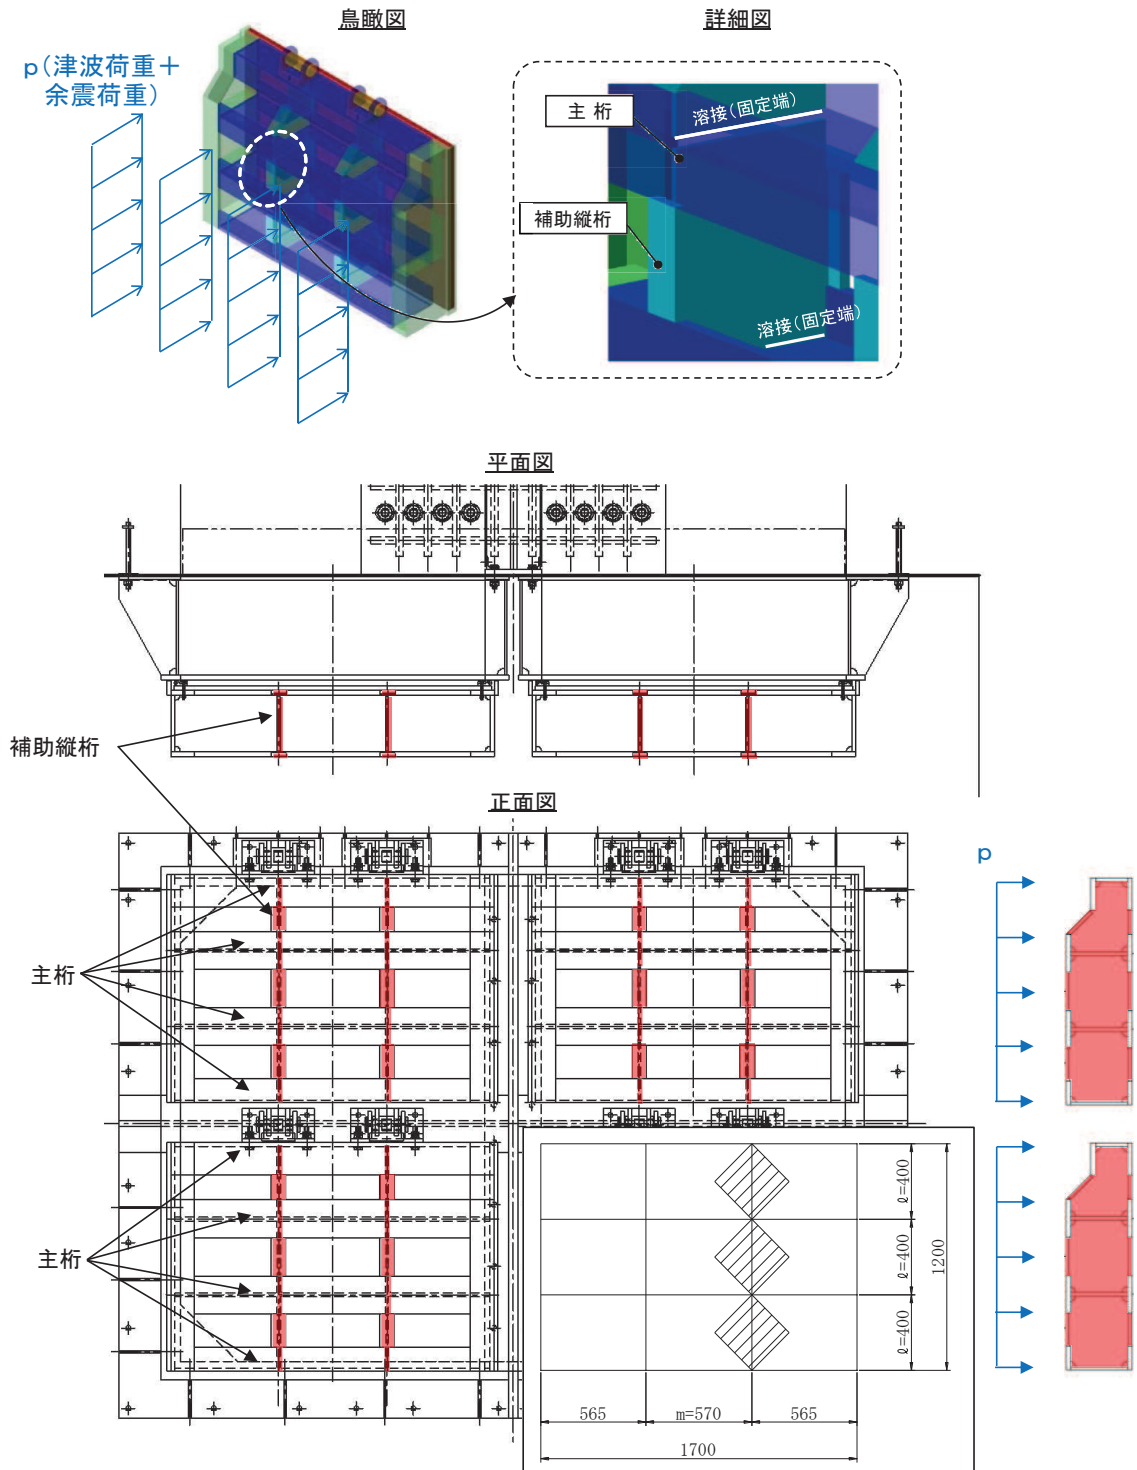 鳥瞰図
詳細図
p(津波荷重＋
余震荷重)
主 桁
溶接(固定端)
補助縦桁
溶接(固定端)
平面図
補助縦桁
正面図
p
主桁
主桁
ℓ=400
ℓ=400
ℓ=400
1200
565
m=570
565
1700